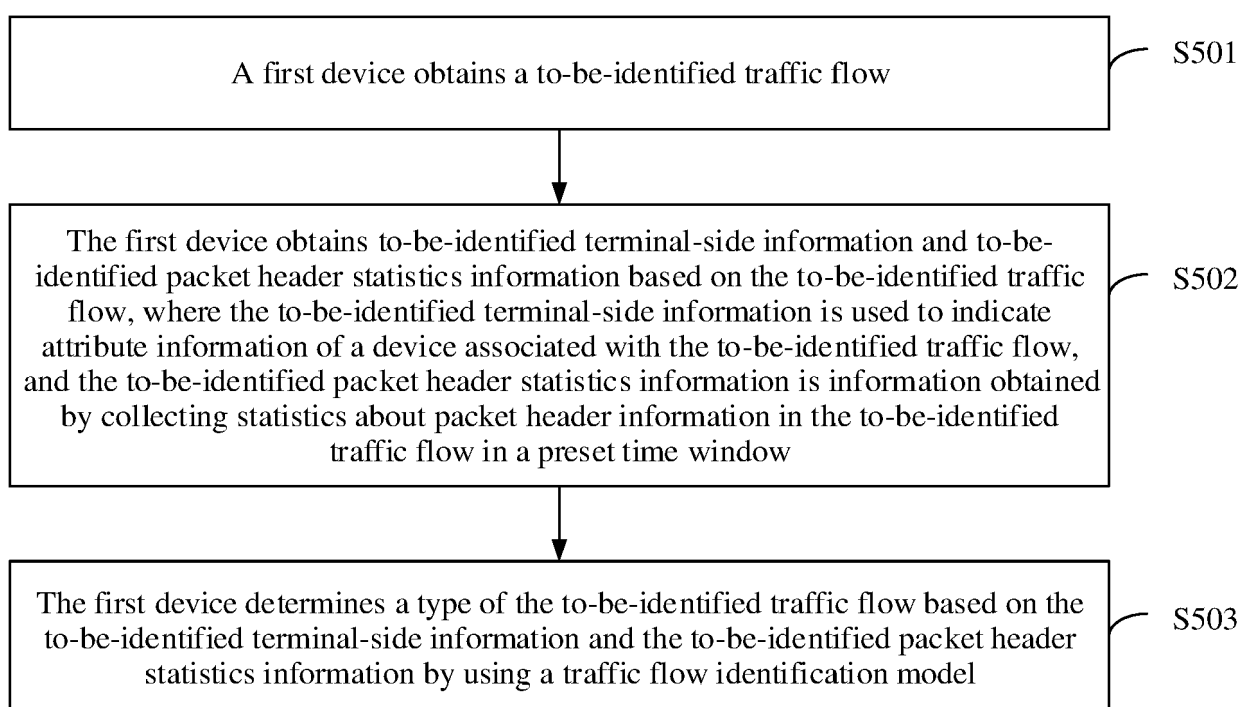 A first device obtains a to-be-identified traffic flow
S501
The first device obtains to-be-identified terminal-side information and to-be-
identified packet header statistics information based on the to-be-identified traffic
flow, where the to-be-identified terminal-side information is used to indicate
attribute information of a device associated with the to-be-identified traffic flow,
and the to-be-identified packet header statistics information is information obtained
by collecting statistics about packet header information in the to-be-identified
traffic flow in a preset time window
S502
The first device determines a type of the to-be-identified traffic flow based on the
to-be-identified terminal-side information and the to-be-identified packet header
statistics information by using a traffic flow identification model
S503